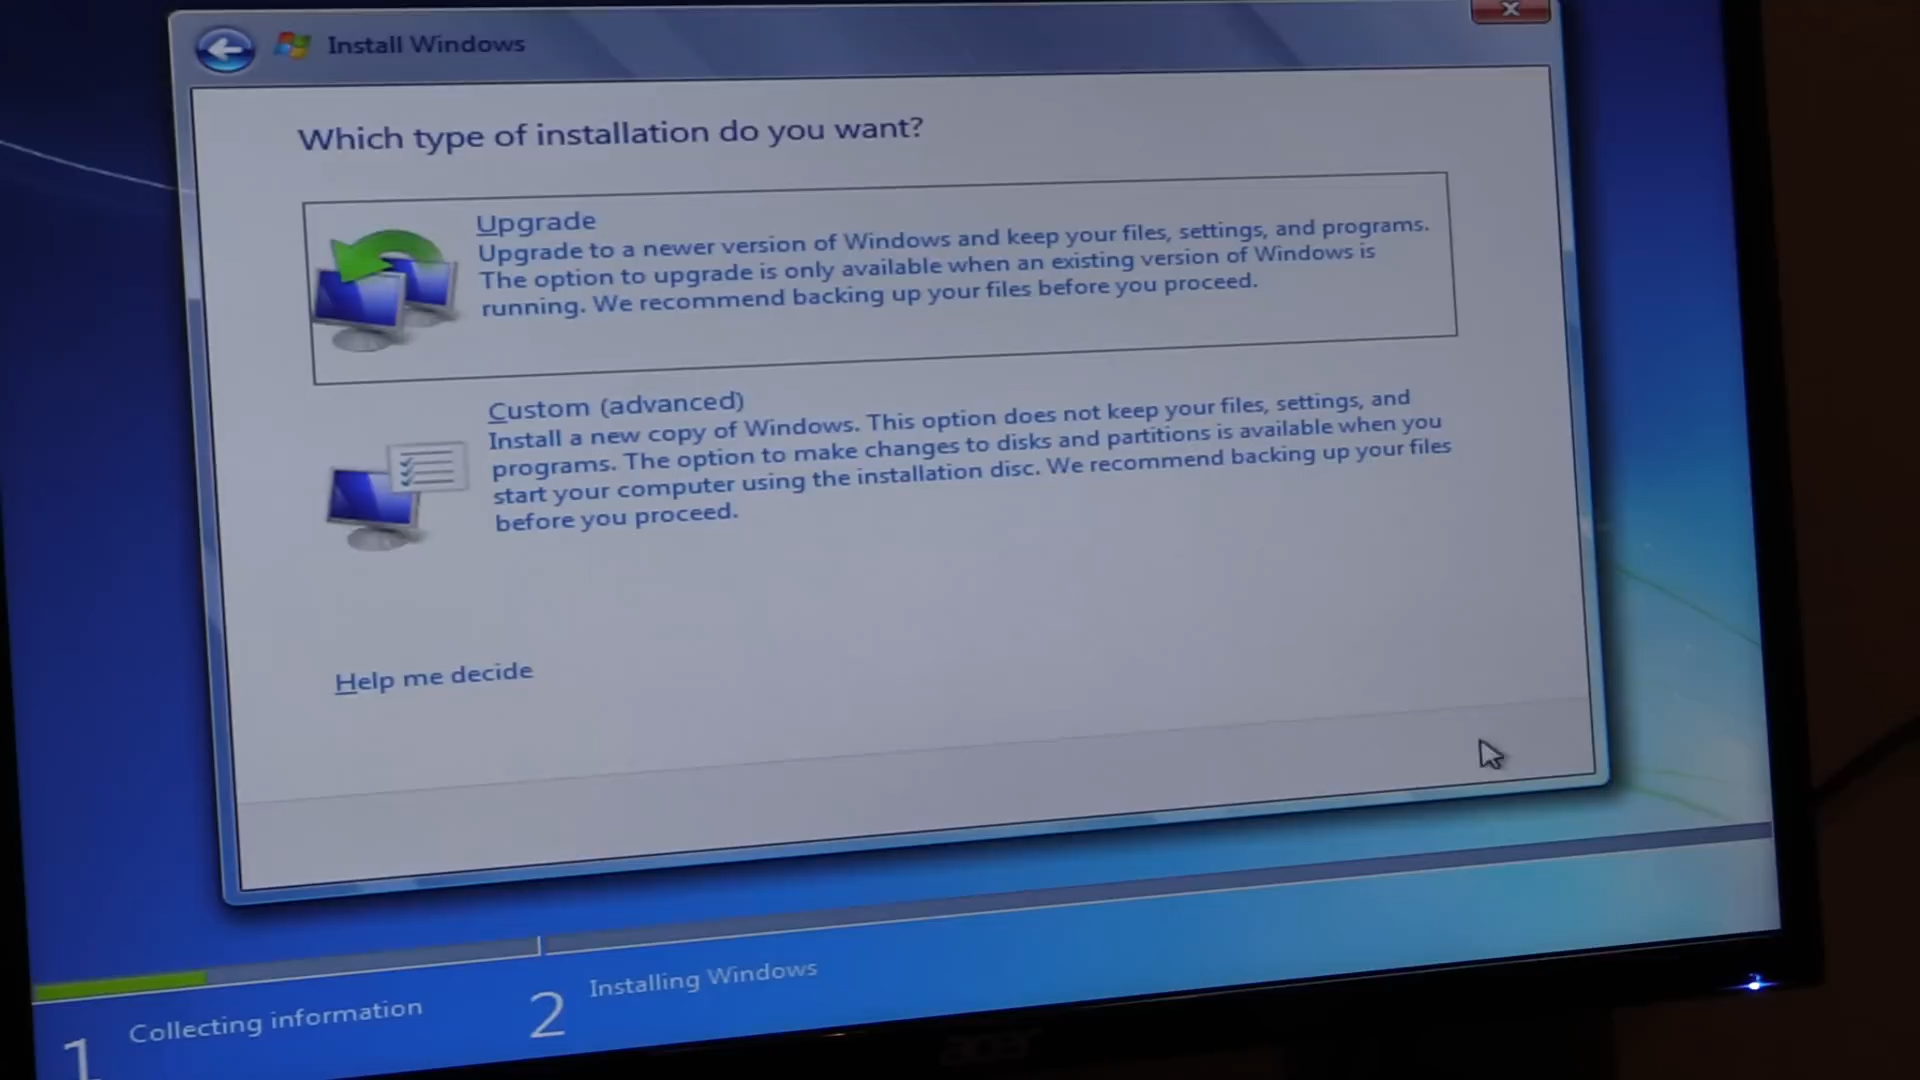 Install Windows
Which type of installation do you want?
Upgrade
Upgrade to a newer version of Windows and keep your files, settings, and programs.
The option to upgrade is only available when an existing version of Windows is
running. We recommend backing up your files before you proceed.
Custom (advanced)
Install a new copy of Windows. This option does not keep your files, settings, and
programs. The option to make changes to disks and partitions is available when you
start your computer using the installation disc. We recommend backing up your files
before you proceed.
Help me decide
1 Collecting information
2 Installing Windows
acer